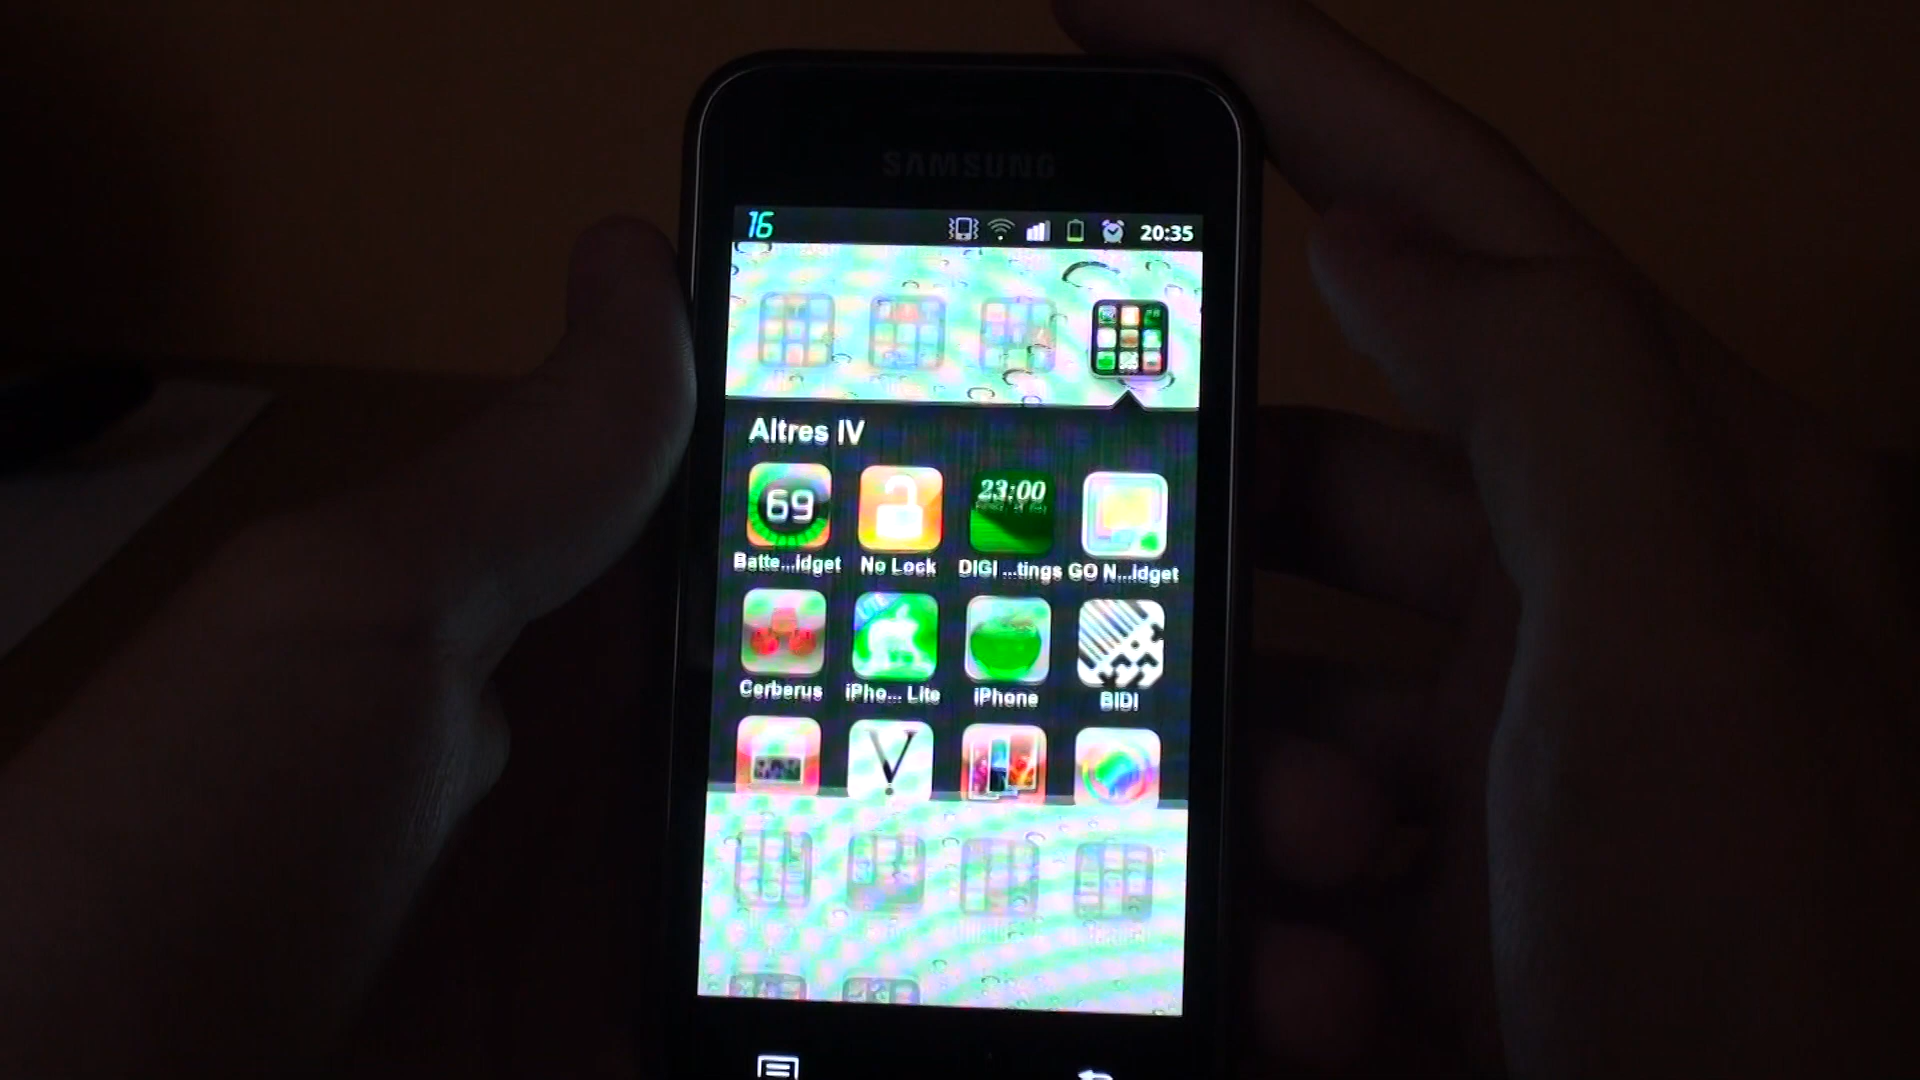 SAMSUNG
16 20:35
Altres IV
69 23:00
Batte...idget No Lock DIGI ...tings GO N...idget
LITE
Cerberus iPho... Lite iPhone BIDI
V